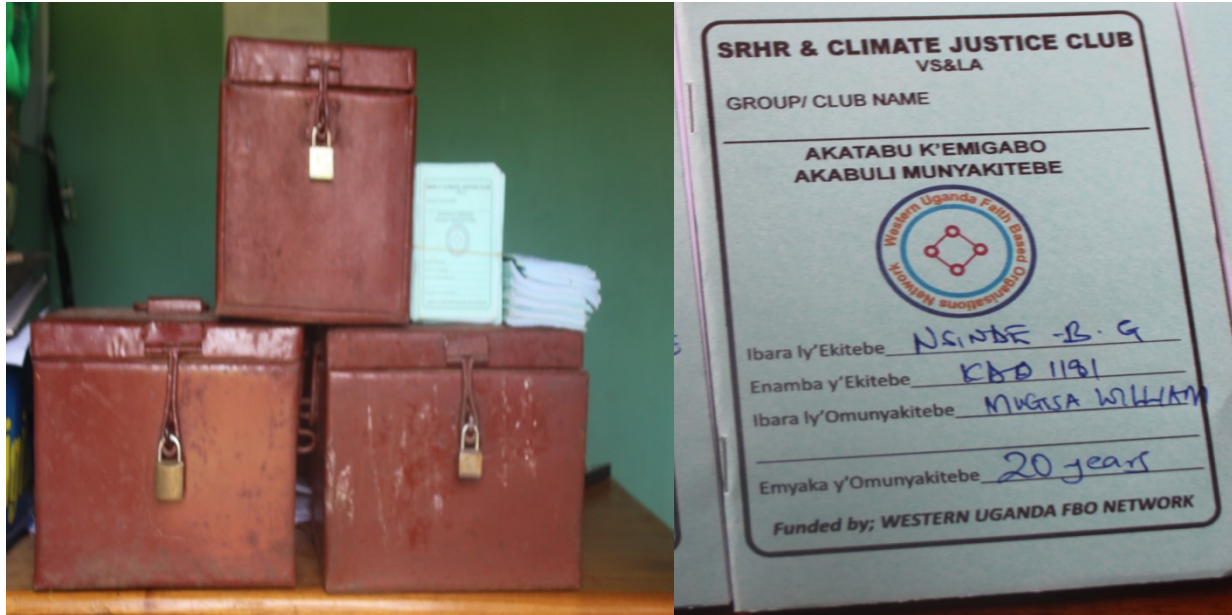 SRHR & CLIMATE JUSTICE CLUB
VS&LA
GROUP/ CLUB NAME
AKATABU K'EMIGABO
AKABULI MUNYAKITEBE
Western Uganda Faith Based Organisations Network
Ibara ly'Ekitebe NSINDE -B.G
Enamba y'Ekitebe
Ibara ly'Omunyakitebe MUGISA WILLIAM
Emyaka y'Omunyakitebe 20 years
Funded by; WESTERN UGANDA FBO NETWORK